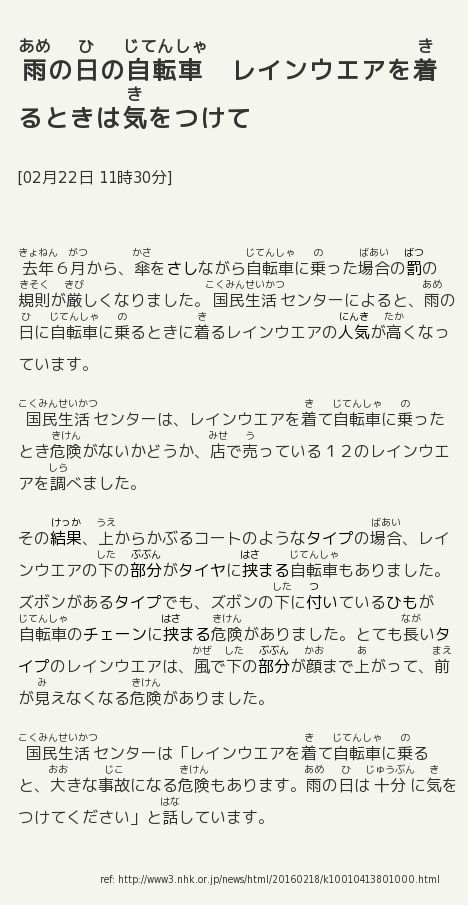 雨の日の自転車　レインウエアを着
るときは気をつけて
[02月22日 11時30分]
去年６月から、傘をさしながら自転車に乗った場合の罰の
規則が厳しくなりました。国民生活センターによると、雨の
日に自転車に乗るときに着るレインウエアの人気が高くなっ
ています。
国民生活センターは、レインウエアを着て自転車に乗った
とき危険がないかどうか、店で売っている１２のレインウエ
アを調べました。
その結果、上からかぶるコートのようなタイプの場合、レイ
ンウエアの下の部分がタイヤに挟まる自転車もありました。
ズボンがあるタイプでも、ズボンの下に付いているひもが
自転車のチェーンに挟まる危険がありました。とても長いタ
イプのレインウエアは、風で下の部分が顔まで上がって、前
が見えなくなる危険がありました。
国民生活センターは「レインウエアを着て自転車に乗る
と、大きな事故になる危険もあります。雨の日は十分に気を
つけてください」と話しています。
ref: http://www3.nhk.or.jp/news/html/20160218/k10010413801000.html